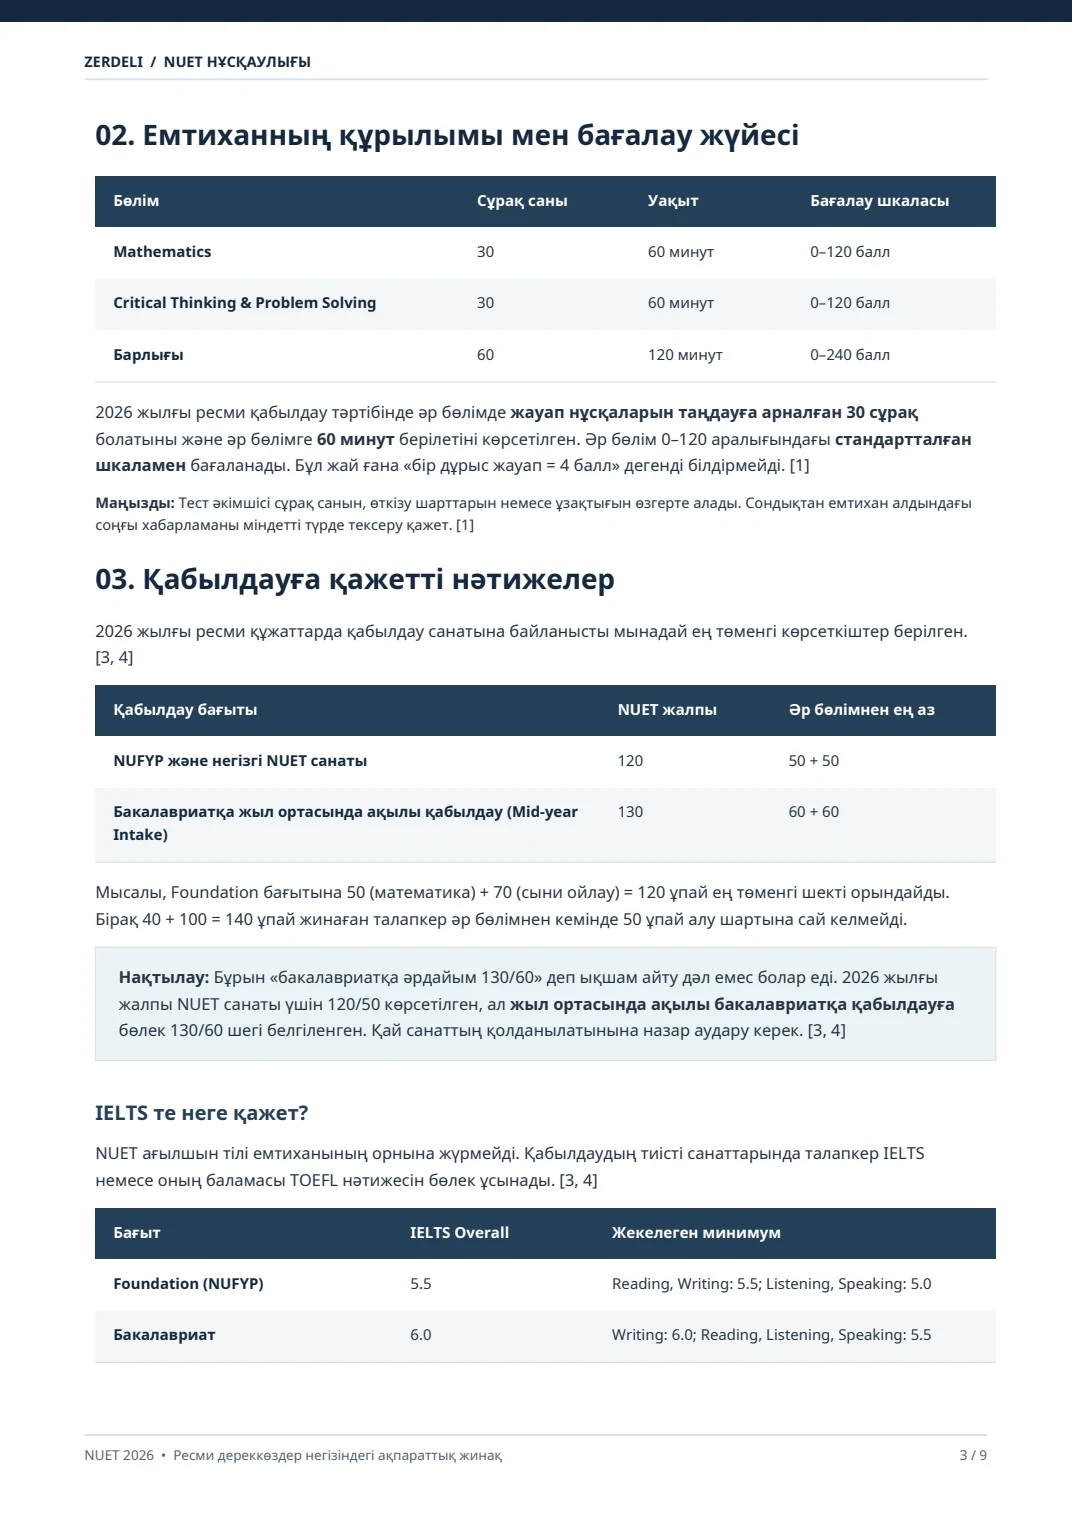 ZERDELI / NUET НҰСҚАУЛЫҒЫ
02. Емтиханның құрылымы мен бағалау жүйесі
Бөлім Сұрақ саны Уақыт Бағалау шкаласы
Mathematics 30 60 минут 0–120 балл
Critical Thinking & Problem Solving 30 60 минут 0–120 балл
Барлығы 60 120 минут 0–240 балл
2026 жылғы ресми қабылдау тәртібінде әр бөлімде жауап нұсқаларын таңдауға арналған 30 сұрақ
болатыны және әр бөлімге 60 минут берілетіні көрсетілген. Әр бөлім 0–120 аралығындағы стандартталған
шкаламен бағаланады. Бұл жай ғана «бір дұрыс жауап = 4 балл» дегенді білдірмейді. [1]
Маңызды: Тест әкімшісі сұрақ санын, өткізу шарттарын немесе ұзақтығын өзгерте алады. Сондықтан емтихан алдындағы
соңғы хабарламаны міндетті түрде тексеру қажет. [1]
03. Қабылдауға қажетті нәтижелер
2026 жылғы ресми құжаттарда қабылдау санатына байланысты мынадай ең төменгі көрсеткіштер берілген.
[3, 4]
Қабылдау бағыты NUET жалпы Әр бөлімнен ең аз
NUFYP және негізгі NUET санаты 120 50 + 50
Бакалавриатқа жыл ортасында ақылы қабылдау (Mid-year 130 60 + 60
Intake)
Мысалы, Foundation бағытына 50 (математика) + 70 (сыни ойлау) = 120 ұпай ең төменгі шекті орындайды.
Бірақ 40 + 100 = 140 ұпай жинаған талапкер әр бөлімнен кемінде 50 ұпай алу шартына сай келмейді.
Нақтылау: Бұрын «бакалавриатқа әрдайым 130/60» деп ықшам айту дәл емес болар еді. 2026 жылғы
жалпы NUET санаты үшін 120/50 көрсетілген, ал жыл ортасында ақылы бакалавриатқа қабылдауға
бөлек 130/60 шегі белгіленген. Қай санаттың қолданылатынына назар аудару керек. [3, 4]
IELTS те неге қажет?
NUET ағылшын тілі емтиханының орнына жүрмейді. Қабылдаудың тиісті санаттарында талапкер IELTS
немесе оның баламасы TOEFL нәтижесін бөлек ұсынады. [3, 4]
Бағыт IELTS Overall Жекелеген минимум
Foundation (NUFYP) 5.5 Reading, Writing: 5.5; Listening, Speaking: 5.0
Бакалавриат 6.0 Writing: 6.0; Reading, Listening, Speaking: 5.5
NUET 2026 • Ресми дереккөздер негізіндегі ақпараттық жинақ 3 / 9